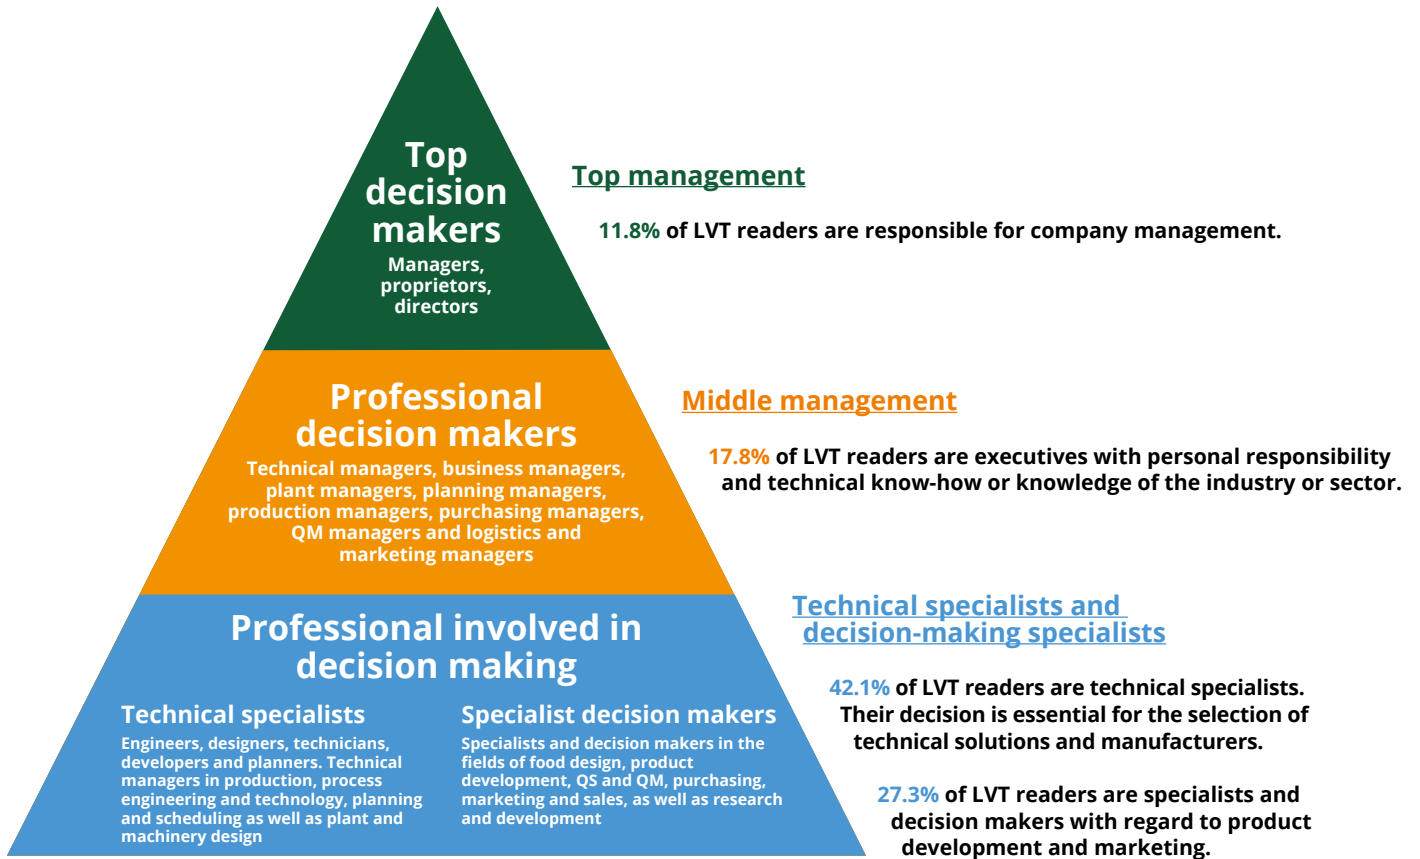 Top
decision
makers
Managers,
proprietors,
directors
Top management
11.8% of LVT readers are responsible for company management.
Professional
decision makers
Technical managers, business managers,
plant managers, planning managers,
production managers, purchasing managers,
QM managers and logistics and
marketing managers
Middle management
17.8% of LVT readers are executives with personal responsibility
and technical know-how or knowledge of the industry or sector.
Professional involved in
decision making
Technical specialists
Engineers, designers, technicians,
developers and planners. Technical
managers in production, process
engineering and technology, planning
and scheduling as well as plant and
machinery design
Specialist decision makers
Specialists and decision makers in the
fields of food design, product
development, QS and QM, purchasing,
marketing and sales, as well as research
and development
Technical specialists and
decision-making specialists
42.1% of LVT readers are technical specialists.
Their decision is essential for the selection of
technical solutions and manufacturers.
27.3% of LVT readers are specialists and
decision makers with regard to product
development and marketing.